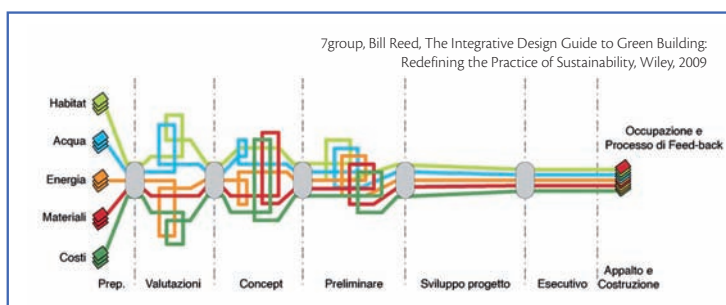 7group, Bill Reed, The Integrative Design Guide to Green Building:
Redefining the Practice of Sustainability, Wiley, 2009
Habitat
Acqua
Energia
Materiali
Costi
Occupazione e
Processo di Feed-back
Prep.
Valutazioni
Concept
Preliminare
Sviluppo progetto
Esecutivo
Appalto e
Costruzione